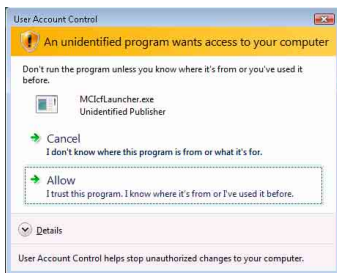 User Account Control
An unidentified program wants access to your computer
Don't run the program unless you know where it's from or you've used it
before.
MCIcfLauncher.exe
Unidentified Publisher
Cancel
I don't know where this program is from or what it's for.
Allow
I trust this program. I know where it's from or I've used it before.
Details
User Account Control helps stop unauthorized changes to your computer.